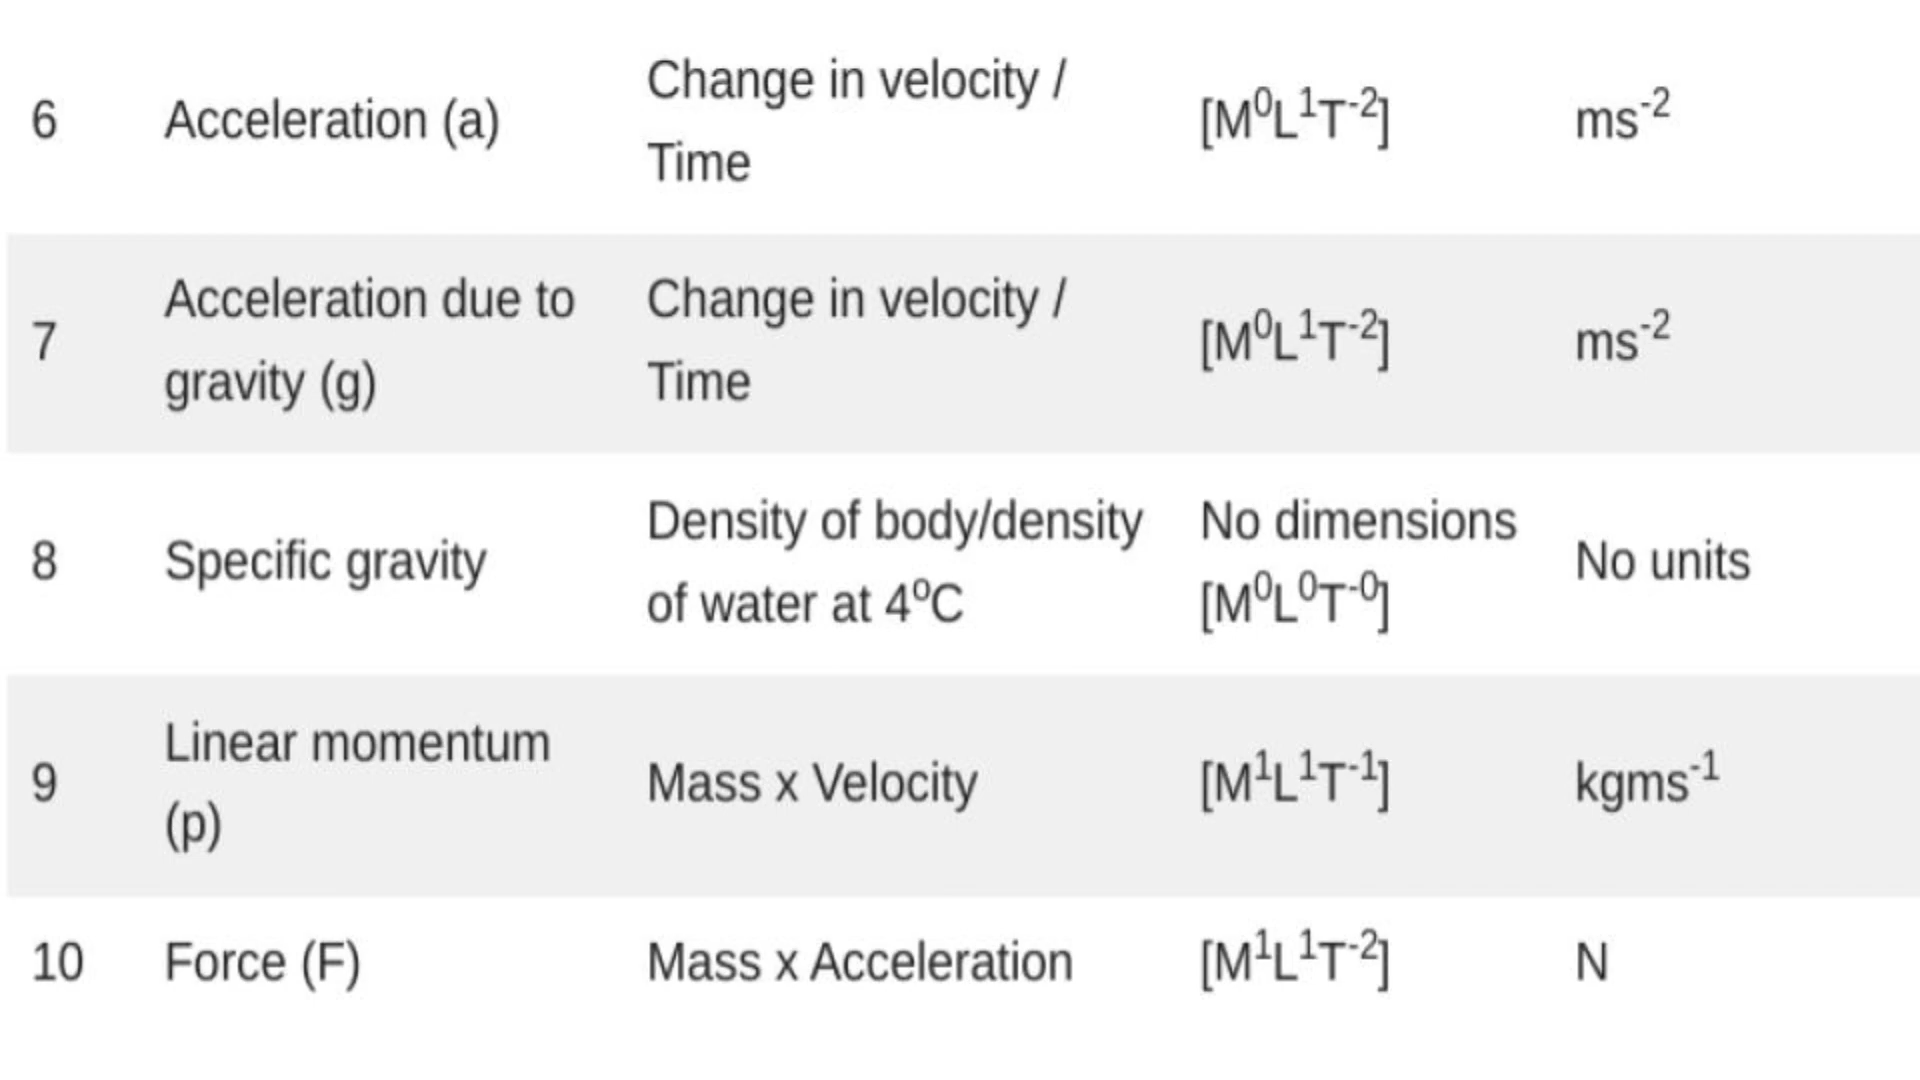 6 Acceleration (a) Change in velocity / Time [M⁰L¹T⁻²] ms⁻²
7 Acceleration due to gravity (g) Change in velocity / Time [M⁰L¹T⁻²] ms⁻²
8 Specific gravity Density of body/density of water at 4⁰C No dimensions [M⁰L⁰T⁻⁰] No units
9 Linear momentum (p) Mass x Velocity [M¹L¹T⁻¹] kgms⁻¹
10 Force (F) Mass x Acceleration [M¹L¹T⁻²] N